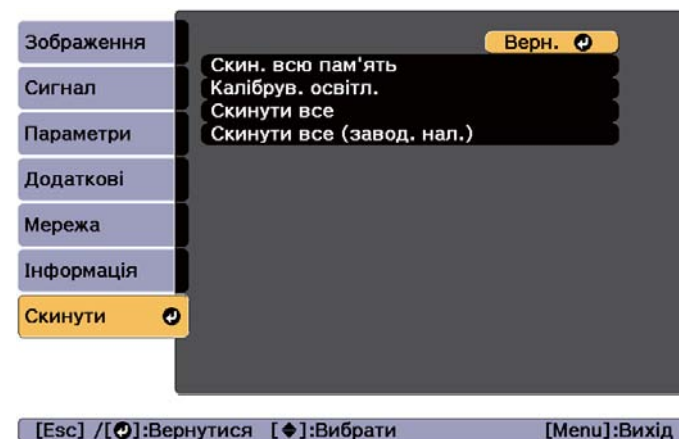 Зображення
Сигнал
Параметри
Додаткові
Мережа
Інформація
Скинути
Верн.
Скин. всю пам'ять
Калібрув. освітл.
Скинути все
Скинути все (завод. нал.)
[Esc] /[⏎]:Вернутися [◆]:Вибрати [Menu]:Вихід